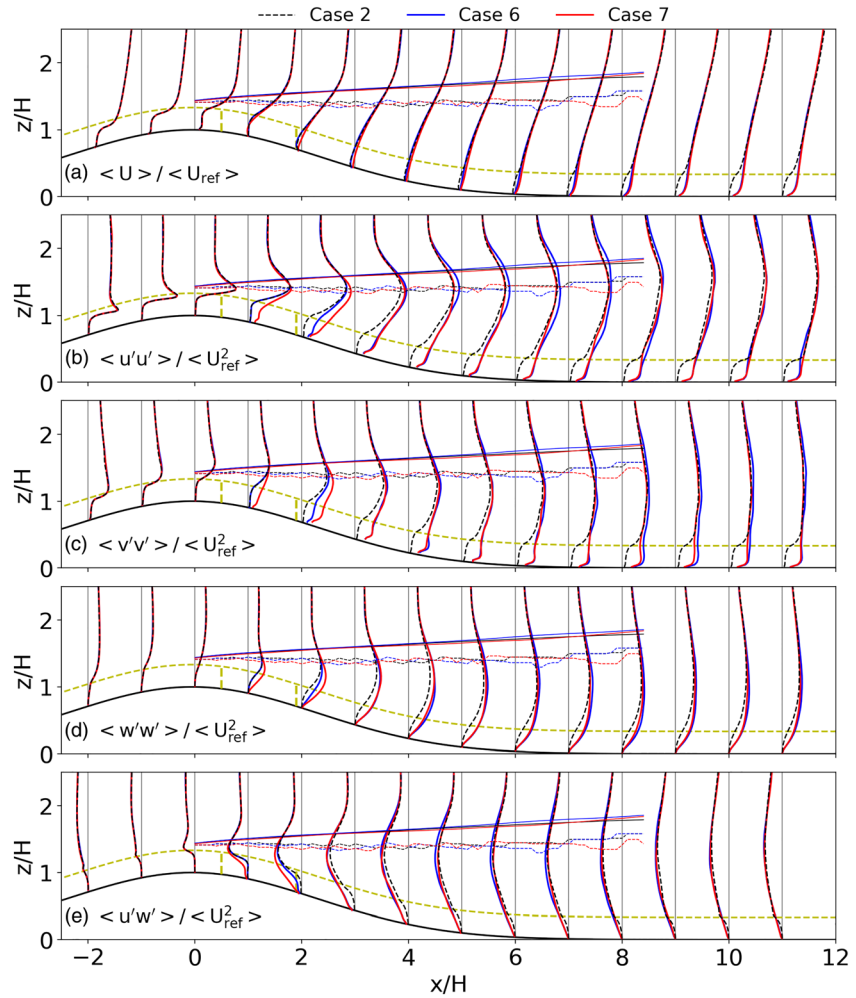 Case 2 Case 6 Case 7
z/H
2
1
0
(a) < U > / < U_ref >
z/H
2
1
0
(b) < u'u' > / < U²_ref >
z/H
2
1
0
(c) < v'v' > / < U²_ref >
z/H
2
1
0
(d) < w'w' > / < U²_ref >
z/H
2
1
0
(e) < u'w' > / < U²_ref >
−2 0 2 4 6 8 10 12
x/H